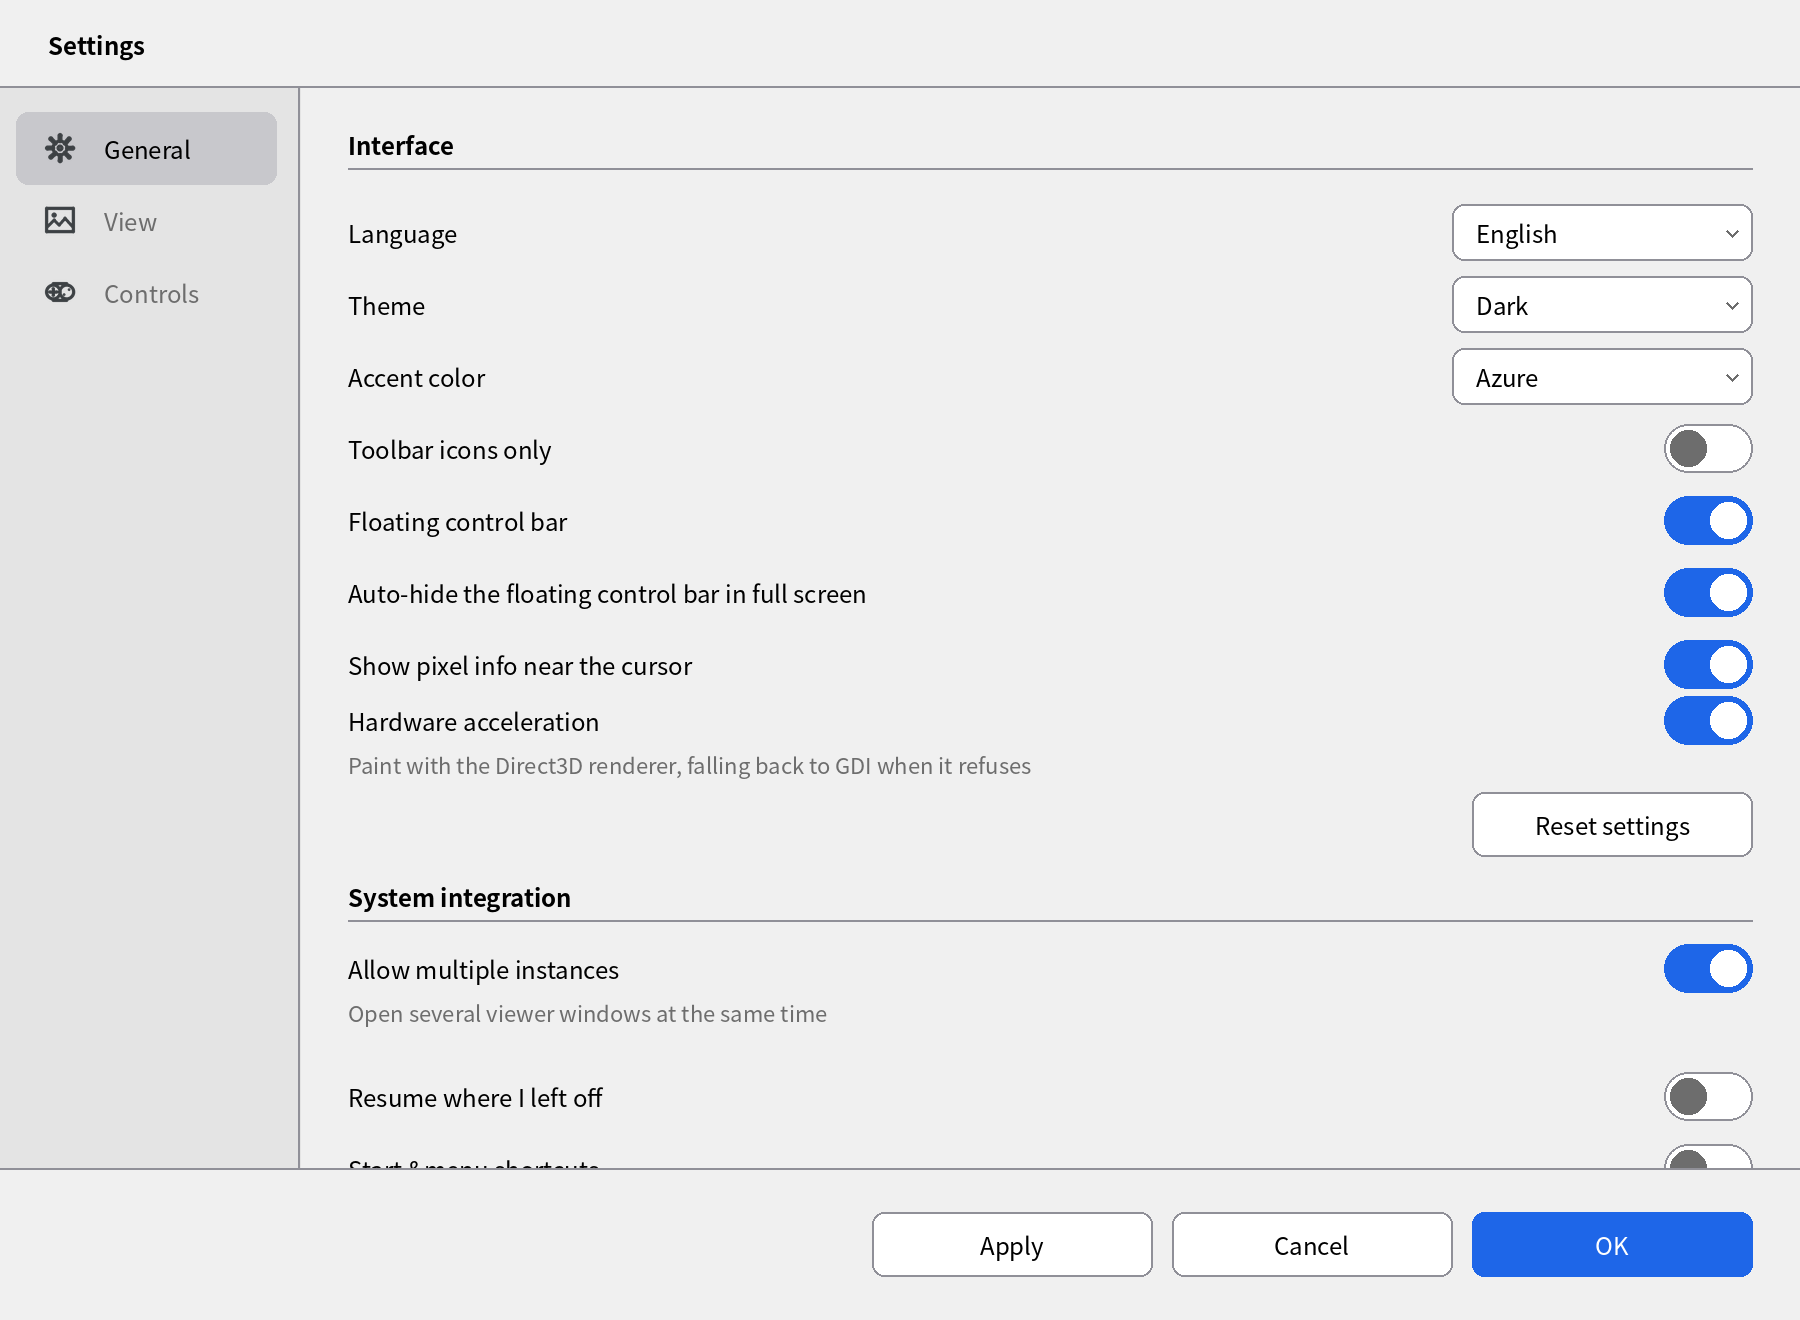 Settings
General
View
Controls
Interface
Language
English
Theme
Dark
Accent color
Azure
Toolbar icons only
Floating control bar
Auto-hide the floating control bar in full screen
Show pixel info near the cursor
Hardware acceleration
Paint with the Direct3D renderer, falling back to GDI when it refuses
Reset settings
System integration
Allow multiple instances
Open several viewer windows at the same time
Resume where I left off
Start & menu shortcuts
Apply
Cancel
OK